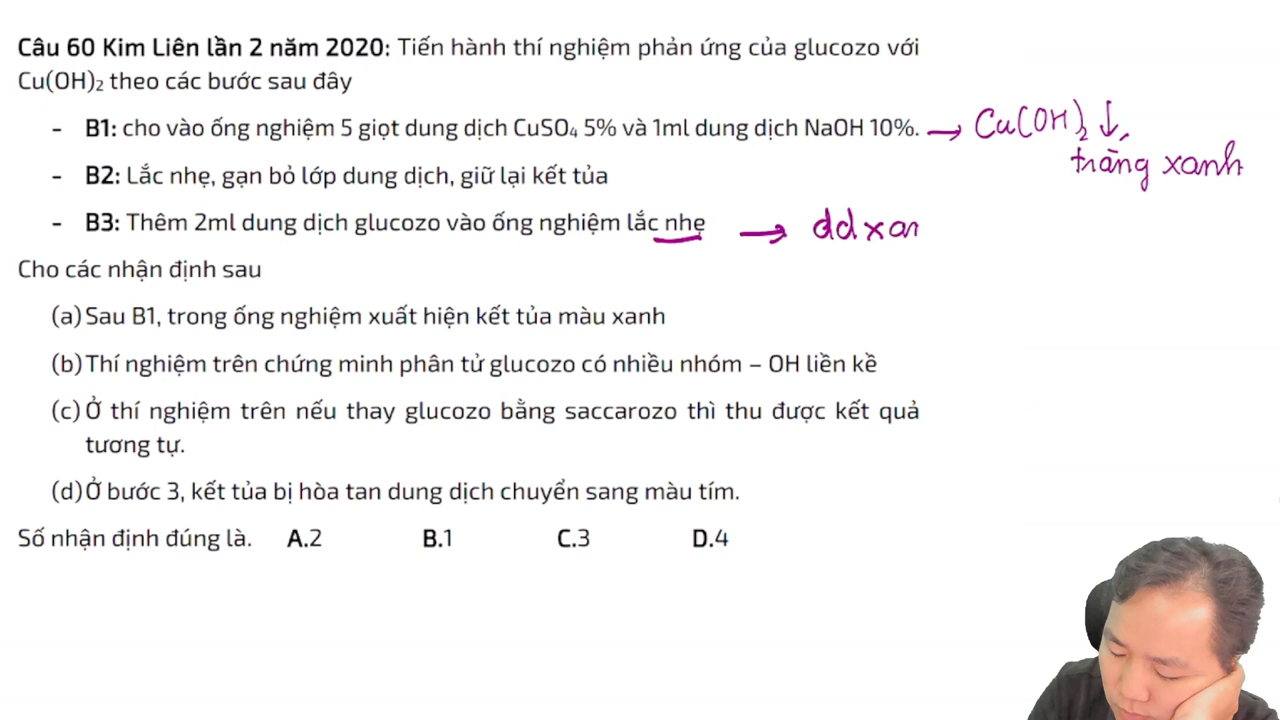 Câu 60 Kim Liên lần 2 năm 2020: Tiến hành thí nghiệm phản ứng của glucozo với
Cu(OH)₂ theo các bước sau đây
- B1: cho vào ống nghiệm 5 giọt dung dịch CuSO₄ 5% và 1ml dung dịch NaOH 10%. → Cu(OH)₂↓,
tràng xanh
- B2: Lắc nhẹ, gạn bỏ lớp dung dịch, giữ lại kết tủa
- B3: Thêm 2ml dung dịch glucozo vào ống nghiệm lắc nhẹ → dd xan
Cho các nhận định sau
(a) Sau B1, trong ống nghiệm xuất hiện kết tủa màu xanh
(b) Thí nghiệm trên chứng minh phân tử glucozo có nhiều nhóm – OH liền kề
(c) Ở thí nghiệm trên nếu thay glucozo bằng saccarozo thì thu được kết quả
tương tự.
(d) Ở bước 3, kết tủa bị hòa tan dung dịch chuyển sang màu tím.
Số nhận định đúng là. A.2 B.1 C.3 D.4